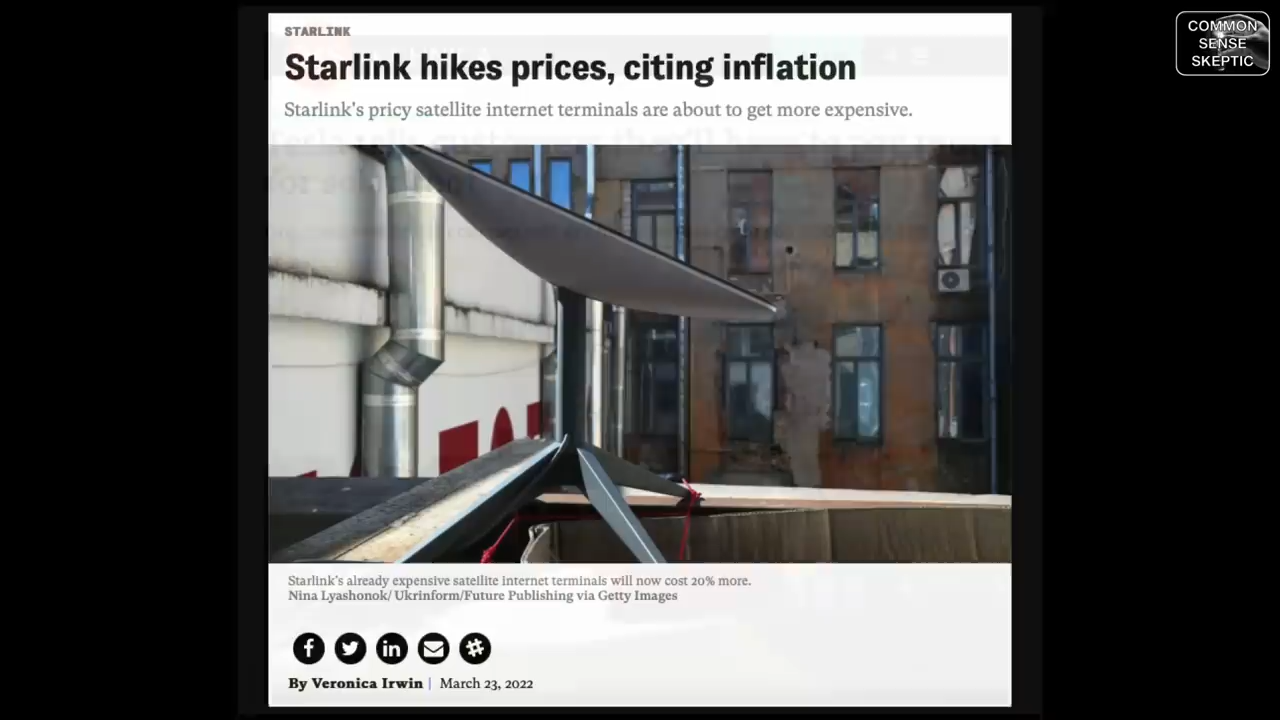 STARLINK
Starlink hikes prices, citing inflation
Starlink's pricy satellite internet terminals are about to get more expensive.
Starlink's already expensive satellite internet terminals will now cost 20% more.
Nina Lyashonok/ Ukrinform/Future Publishing via Getty Images
By Veronica Irwin | March 23, 2022
COMMON
SENSE
SKEPTIC